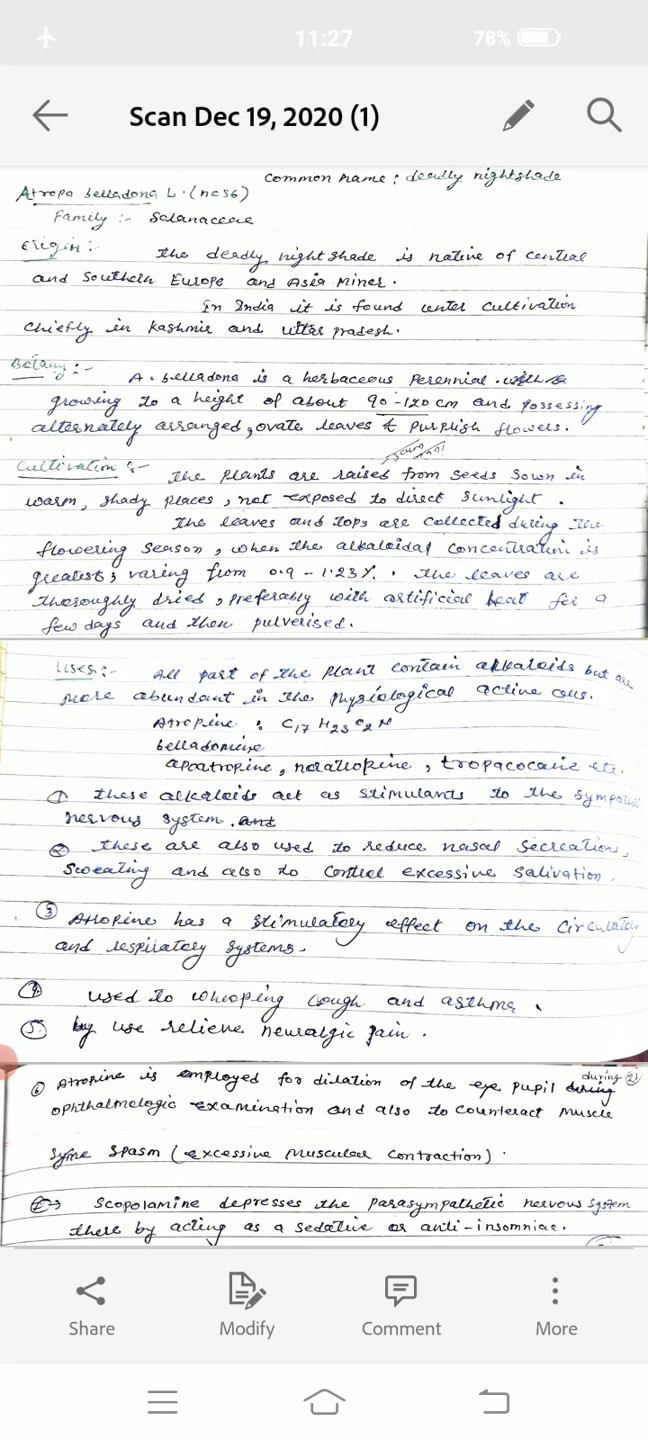 11:27
78%
Scan Dec 19, 2020 (1)
Common name : deadly nightshade
Atropa belladona L. (n=36)
Family :- Solanaceae
Origin :- the deadly night shade is native of central
and Southern Europe and Asia Miner.
In India it is found unter cultivation
chiefly in Kashmir and uttar pradesh.
Botany :-
A. belladona is a herbaceous Perennial.
growing to a height of about 90-120 cm and possessing
alternately arranged, ovate leaves & purplish flowers.
Cultivation :- the plants are raised from seeds sown in
warm, shady places, not exposed to direct sunlight.
The leaves and tops are collected during the
flowering season, when the alkaloidal concentration is
greatest, varing from 0.9 - 1.23%. The leaves are
thoroughly dried, preferably with artificial heat for a
few days and then pulverised.
Uses :- All part of the plant contain alkaloids but are
more abundant in the physiological active
Atropine : C17 H23 O2 N
belladonine
apoatropine, noratropine, tropacocaine etc.
① these alkaloids act as stimulants to the
nervous system. and
② these are also used to reduce nasal secreations,
sweating and also to control excessive salivation.
③ Atropine has a stimulatory effect on the circulatory
and respiratory systems.
④ used to whooping cough and asthma.
⑤ by use relieve neuralgic pain.
⑥ Atropine is employed for dilation of the eye pupil during
ophthalmologic examination and also to counteract muscle
spasm (excessive muscular contraction).
scopolamine depresses the parasympathetic nervous system
there by acting as a sedative or anti-insomniac.
Share
Modify
Comment
More